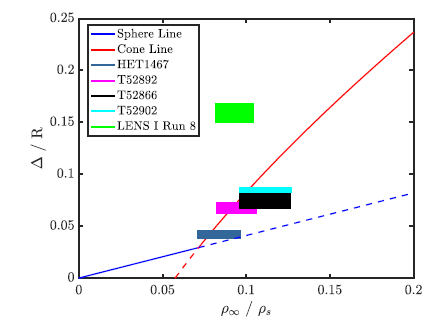 0.25
0.2
0.15
0.1
0.05
0
Δ / R
Sphere Line
Cone Line
HET1467
T52892
T52866
T52902
LENS I Run 8
0 0.05 0.1 0.15 0.2
ρ∞ / ρs